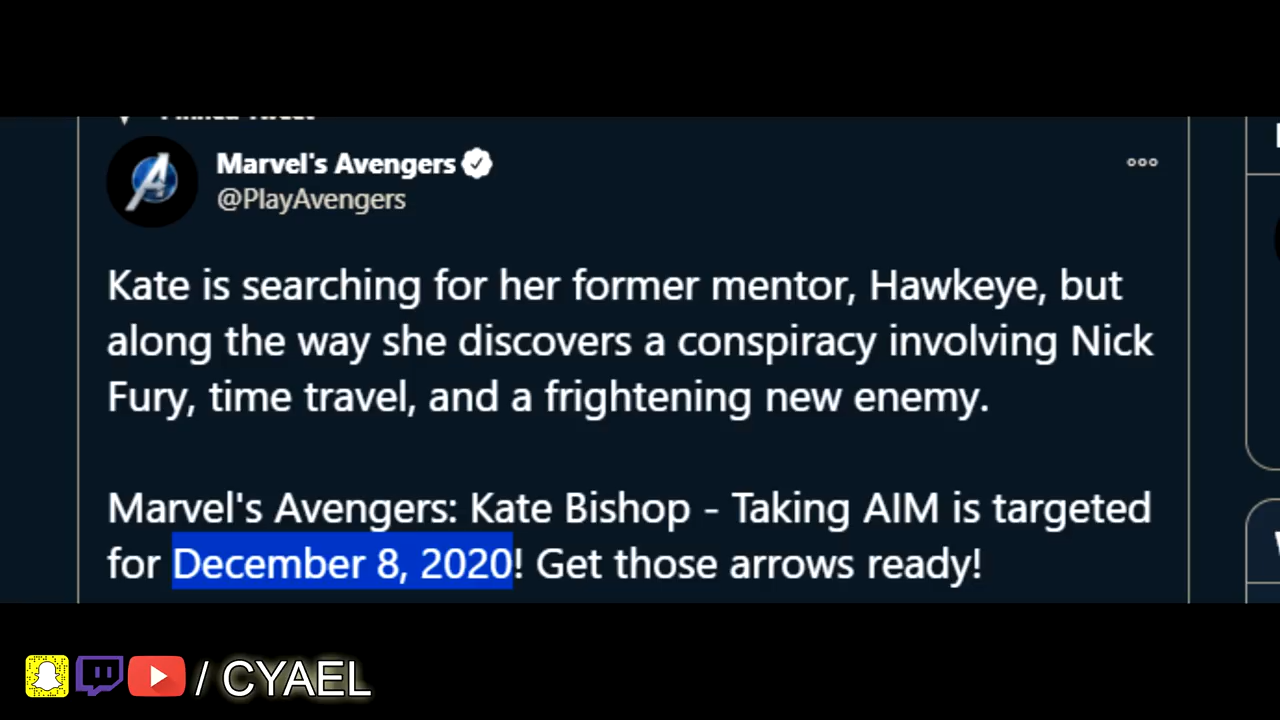 Pinned Tweet
Marvel's Avengers
@PlayAvengers
Kate is searching for her former mentor, Hawkeye, but
along the way she discovers a conspiracy involving Nick
Fury, time travel, and a frightening new enemy.
Marvel's Avengers: Kate Bishop - Taking AIM is targeted
for December 8, 2020! Get those arrows ready!
/ CYAEL